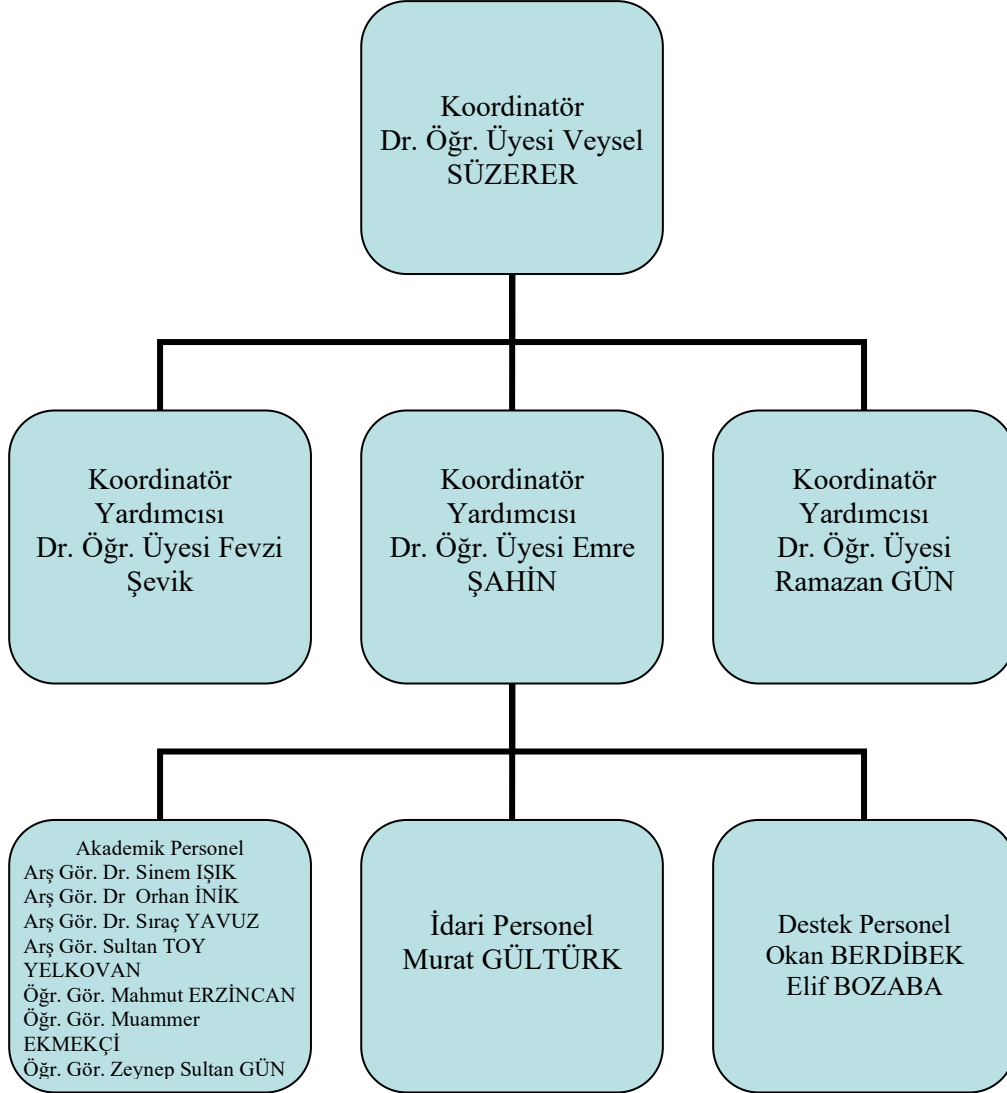 Koordinatör
Dr. Öğr. Üyesi Veysel
SÜZERER
Koordinatör
Yardımcısı
Dr. Öğr. Üyesi Fevzi
Şevik
Koordinatör
Yardımcısı
Dr. Öğr. Üyesi Emre
ŞAHİN
Koordinatör
Yardımcısı
Dr. Öğr. Üyesi
Ramazan GÜN
Akademik Personel
Arş Gör. Dr. Sinem IŞIK
Arş Gör. Dr  Orhan İNİK
Arş Gör. Dr. Sıraç YAVUZ
Arş Gör. Sultan TOY
YELKOVAN
Öğr. Gör. Mahmut ERZİNCAN
Öğr. Gör. Muammer
EKMEKÇİ
Öğr. Gör. Zeynep Sultan GÜN
İdari Personel
Murat GÜLTÜRK
Destek Personel
Okan BERDİBEK
Elif BOZABA